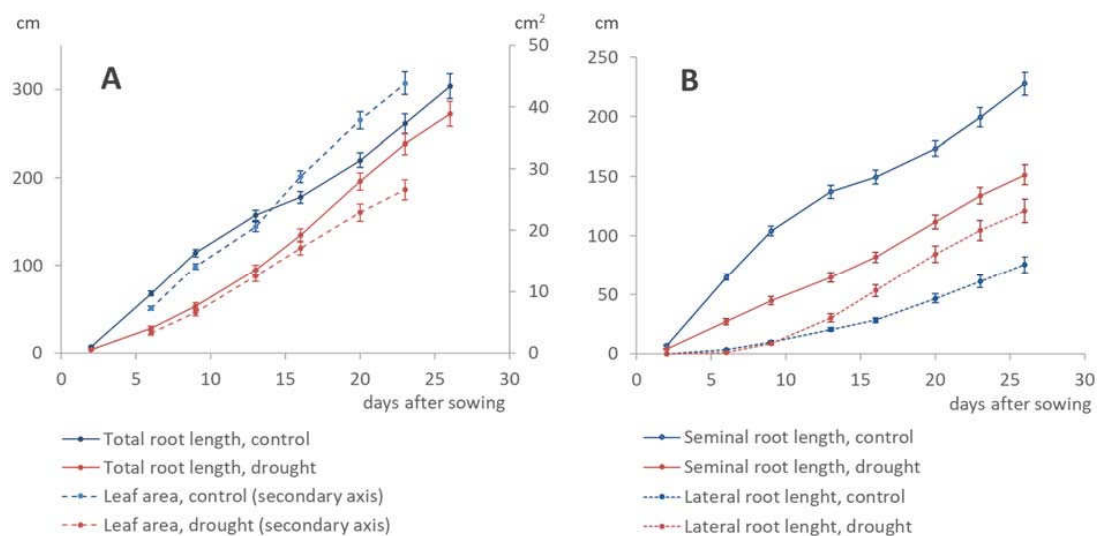 cm
cm²
A
50
40
30
20
10
0
300
200
100
0
0 5 10 15 20 25 30
days after sowing
Total root length, control
Total root length, drought
Leaf area, control (secondary axis)
Leaf area, drought (secondary axis)
cm
B
250
200
150
100
50
0
0 5 10 15 20 25 30
days after sowing
Seminal root length, control
Seminal root length, drought
Lateral root lenght, control
Lateral root lenght, drought